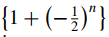 {1 + (−½)ⁿ}